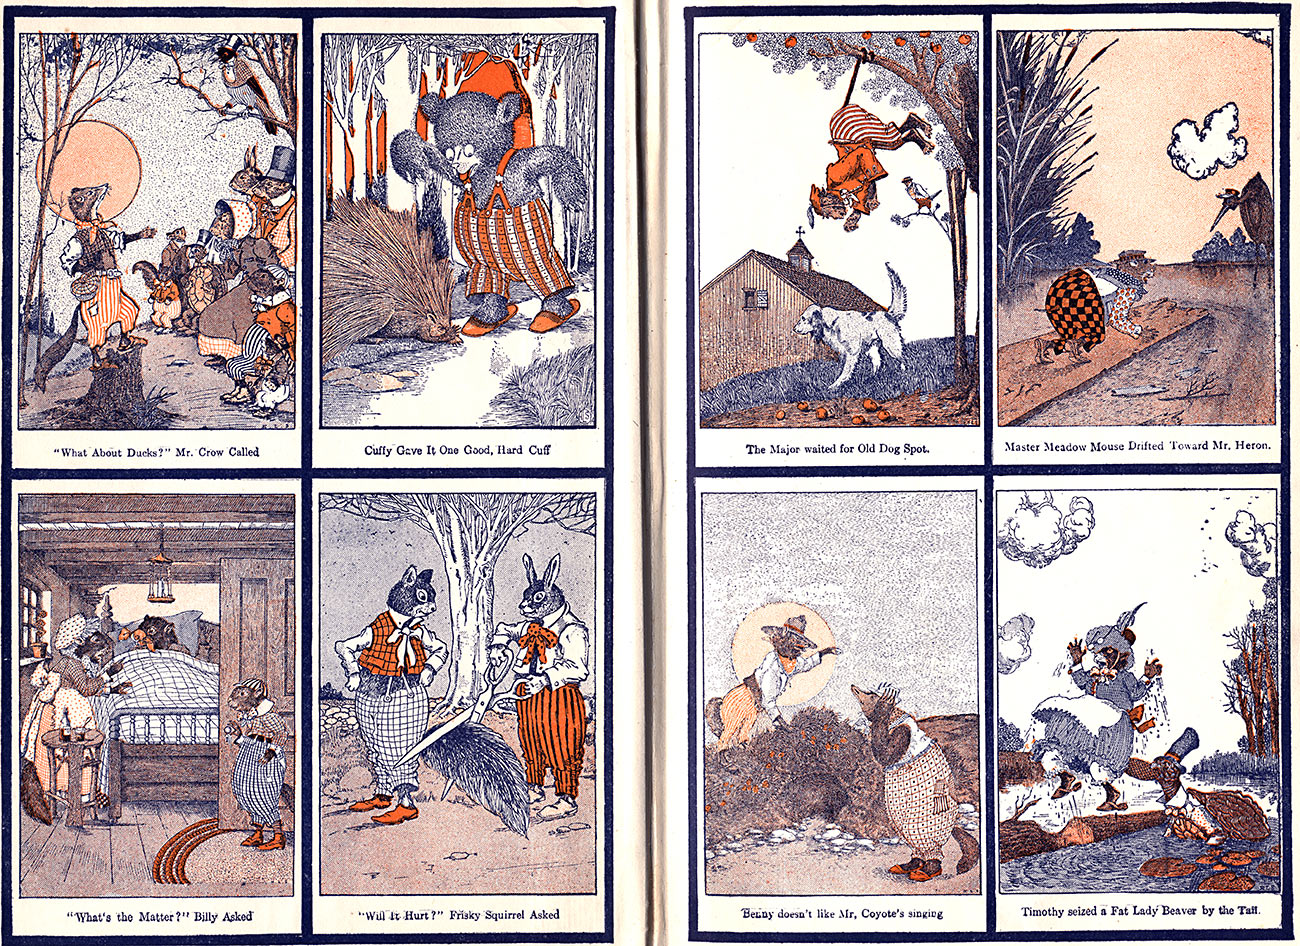 "What About Ducks?" Mr. Crow Called
Cuffy Gave It One Good, Hard Cuff
"What's the Matter?" Billy Asked
"Will It Hurt?" Frisky Squirrel Asked
The Major waited for Old Dog Spot.
Master Meadow Mouse Drifted Toward Mr. Heron.
Benny doesn't like Mr, Coyote's singing
Timothy seized a Fat Lady Beaver by the Tail.